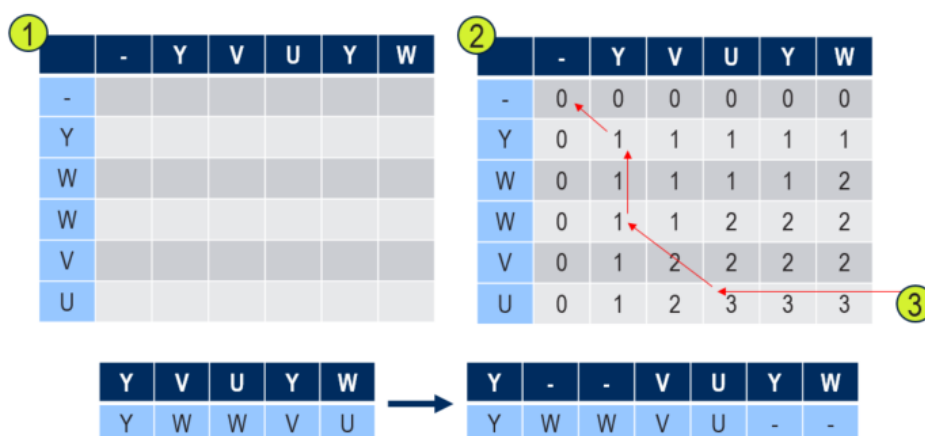 1
- Y V U Y W
-
Y
W
W
V
U
2
- Y V U Y W
- 0 0 0 0 0 0
Y 0 1 1 1 1 1
W 0 1 1 1 1 2
W 0 1 1 2 2 2
V 0 1 2 2 2 2
U 0 1 2 3 3 3
3
Y V U Y W
Y W W V U
Y - - V U Y W
Y W W V U - -